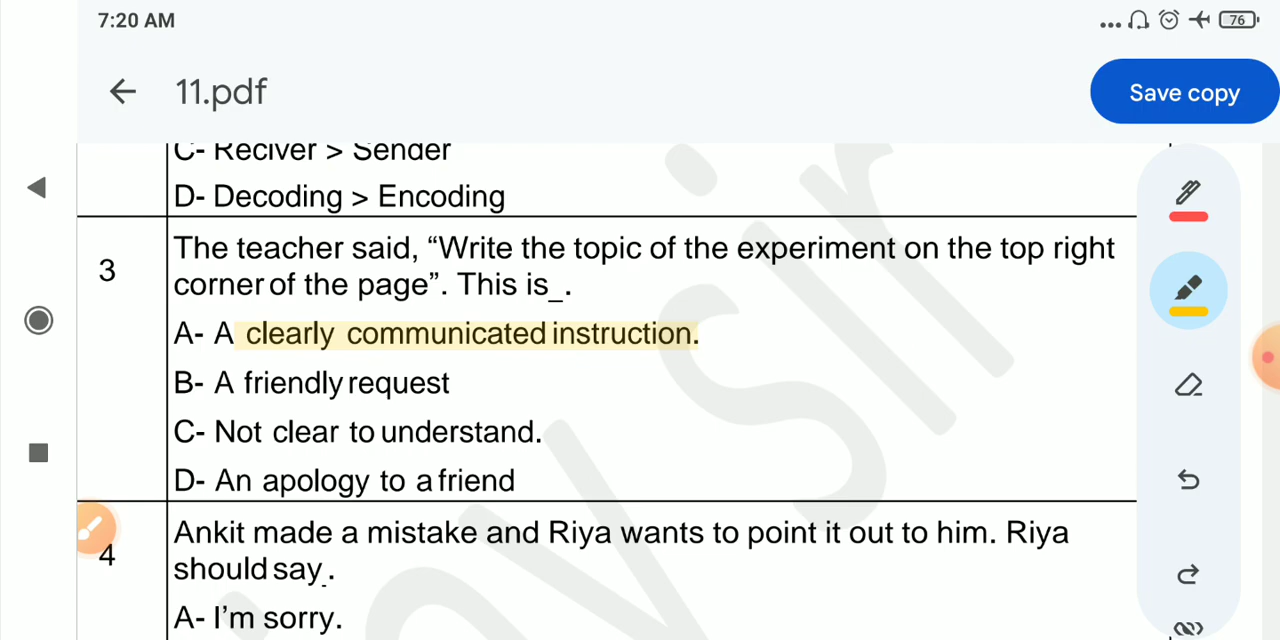 7:20 AM
76
11.pdf
Save copy
C- Reciver > Sender
D- Decoding > Encoding
3
The teacher said, “Write the topic of the experiment on the top right
corner of the page”. This is_.
A- A clearly communicated instruction.
B- A friendly request
C- Not clear to understand.
D- An apology to a friend
4
Ankit made a mistake and Riya wants to point it out to him. Riya
should say_.
A- I’m sorry.
Sir